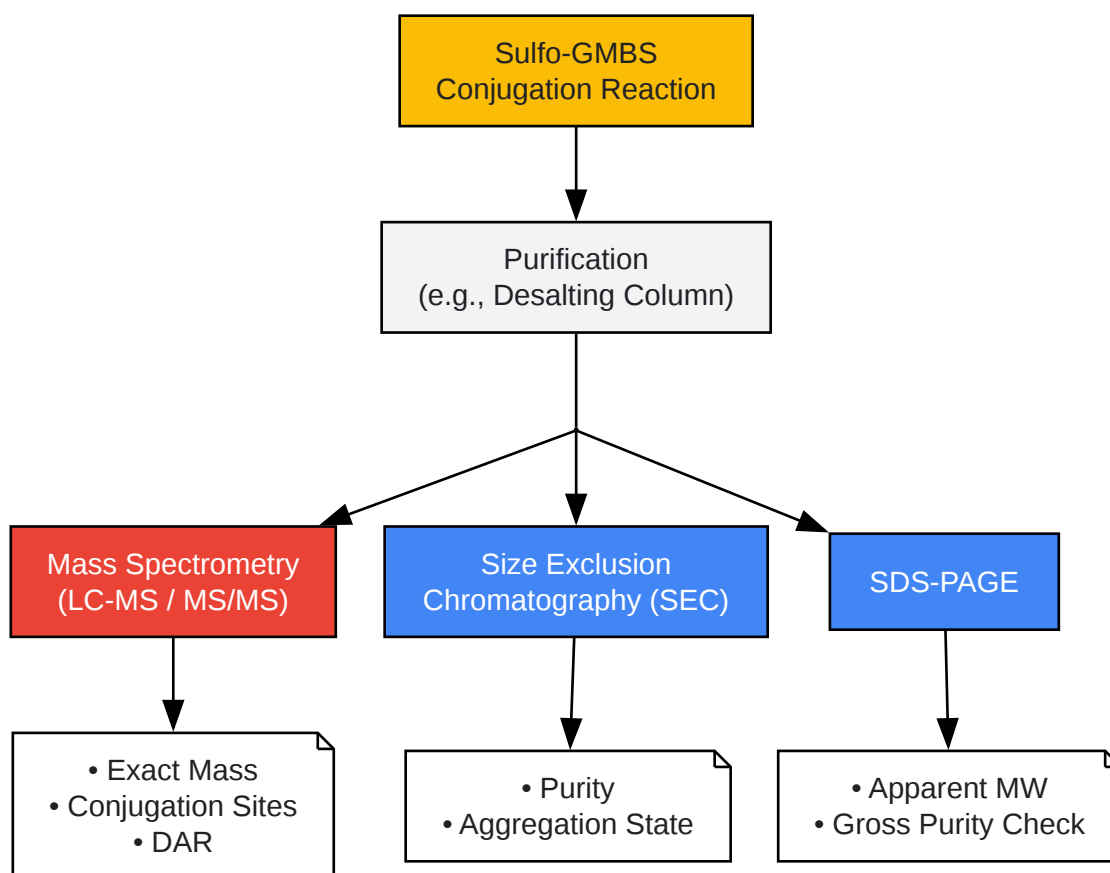 Sulfo-GMBS
Conjugation Reaction
Purification
(e.g., Desalting Column)
Mass Spectrometry
(LC-MS / MS/MS)
Size Exclusion
Chromatography (SEC)
SDS-PAGE
• Exact Mass
• Conjugation Sites
• DAR
• Purity
• Aggregation State
• Apparent MW
• Gross Purity Check